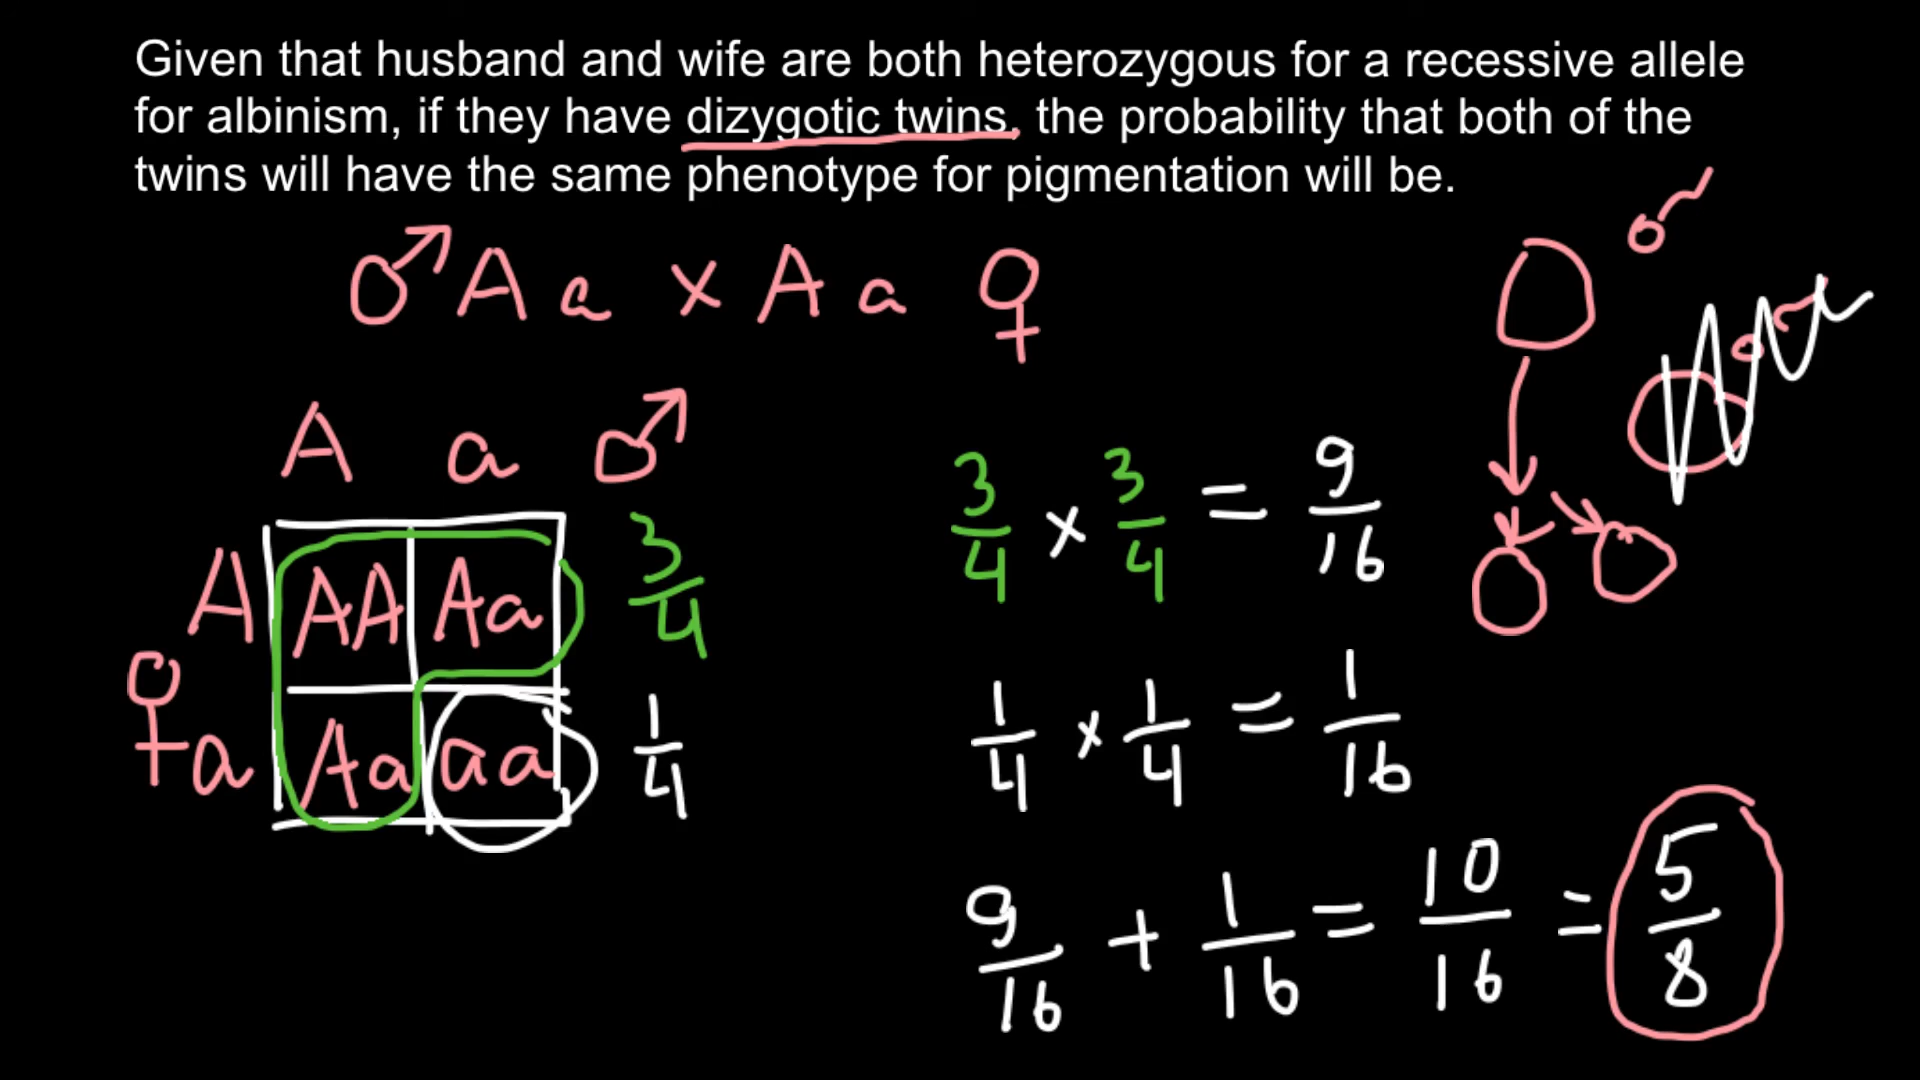 Given that husband and wife are both heterozygous for a recessive allele
for albinism, if they have dizygotic twins, the probability that both of the
twins will have the same phenotype for pigmentation will be.
♂ Aa x Aa ♀
A a ♂
A AA Aa 3/4
♀ a Aa aa 1/4
3/4 x 3/4 = 9/16
1/4 x 1/4 = 1/16
9/16 + 1/16 = 10/16 = 5/8